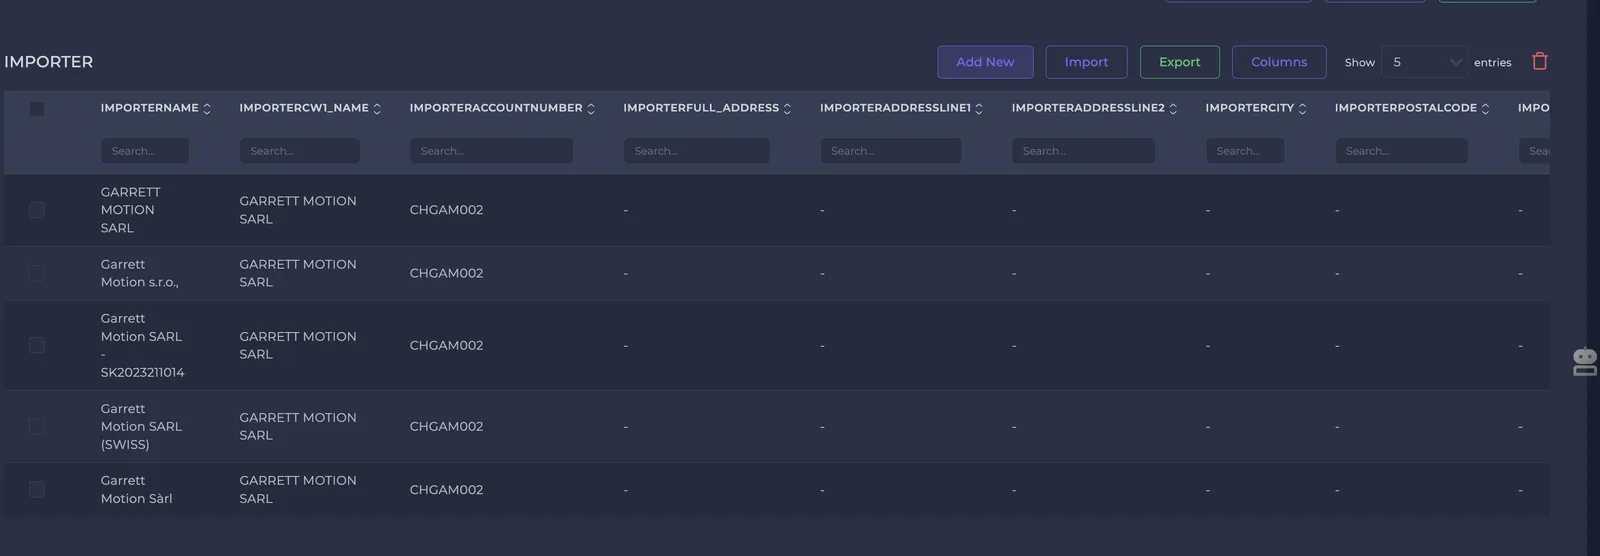 IMPORTER
Add New Import Export Columns Show 5 entries
IMPORTERNAME IMPORTERCW1_NAME IMPORTERACCOUNTNUMBER IMPORTERFULL_ADDRESS IMPORTERADDRESSLINE1 IMPORTERADDRESSLINE2 IMPORTERCITY IMPORTERPOSTALCODE IMPO
Search... Search... Search... Search... Search... Search... Search... Search... Sear
GARRETT
MOTION
SARL
GARRETT MOTION
SARL
CHGAM002 - - - - - -
Garrett
Motion s.r.o.,
GARRETT MOTION
SARL
CHGAM002 - - - - - -
Garrett
Motion SARL
-
SK2023211014
GARRETT MOTION
SARL
CHGAM002 - - - - - -
Garrett
Motion SARL
(SWISS)
GARRETT MOTION
SARL
CHGAM002 - - - - - -
Garrett
Motion Sàrl
GARRETT MOTION
SARL
CHGAM002 - - - - - -